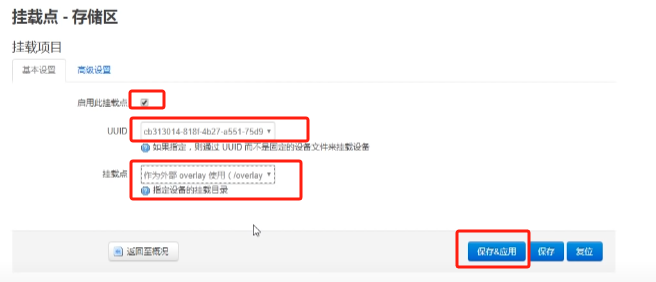 挂载点 - 存储区
挂载项目
基本设置 高级设置
启用此挂载点
UUID cb313014-818f-4b27-a551-75d9
如果指定，则通过 UUID 而不是固定的设备文件来挂载设备
挂载点 作为外部 overlay 使用（/overlay
指定设备的挂载目录
返回至概况 保存&应用 保存 复位